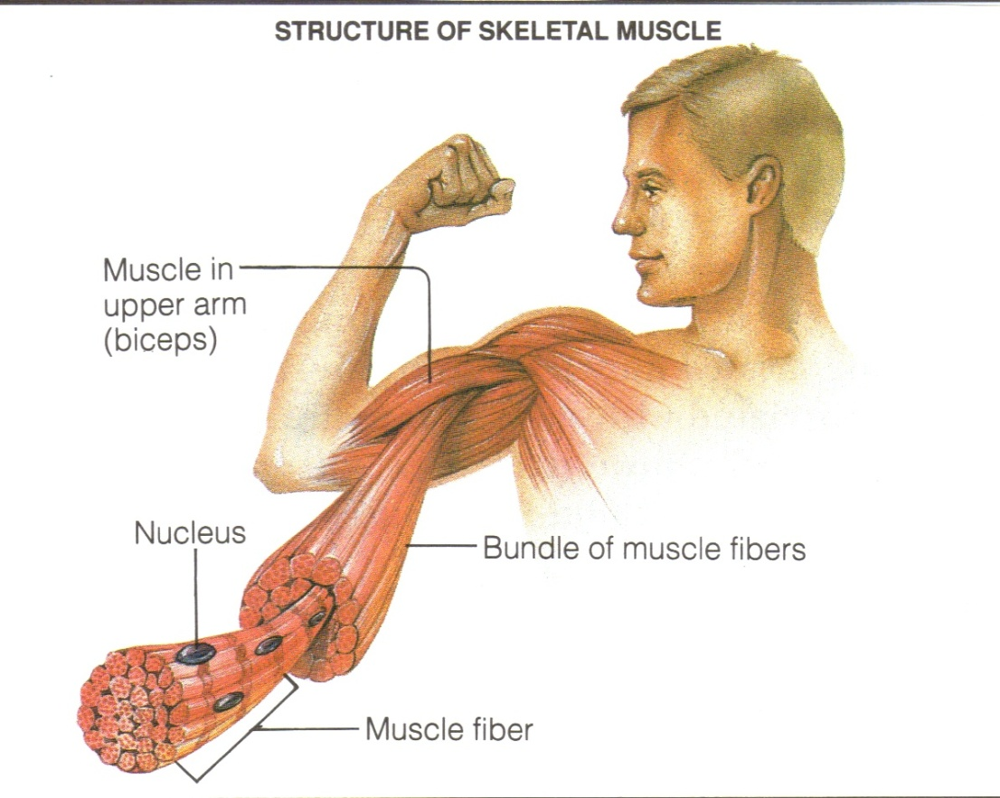 STRUCTURE OF SKELETAL MUSCLE
Muscle in
upper arm
(biceps)
Nucleus
Bundle of muscle fibers
Muscle fiber